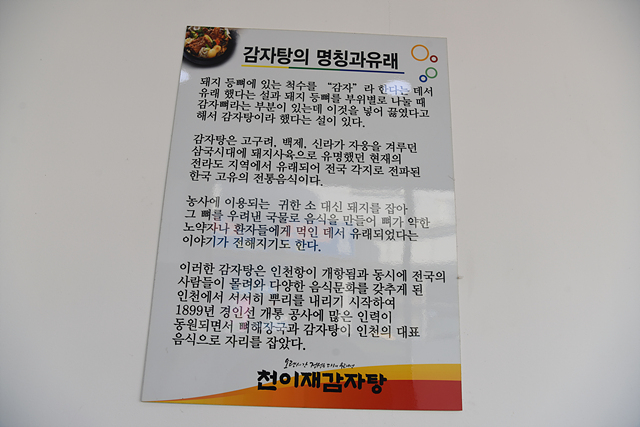 감자탕의 명칭과유래
돼지 등뼈에 있는 척수를 “감자” 라 한다는 데서
유래 했다는 설과 돼지 등뼈를 부위별로 나눌 때
감자뼈라는 부분이 있는데 이것을 넣어 끓였다고
해서 감자탕이라 했다는 설이 있다.
감자탕은 고구려, 백제, 신라가 자웅을 겨루던
삼국시대에 돼지사육으로 유명했던 현재의
전라도 지역에서 유래되어 전국 각지로 전파된
한국 고유의 전통음식이다.
농사에 이용되는 귀한 소 대신 돼지를 잡아
그 뼈를 우려낸 국물로 음식을 만들어 뼈가 약한
노약자나 환자들에게 먹인 데서 유래되었다는
이야기가 전해지기도 한다.
이러한 감자탕은 인천항이 개항됨과 동시에 전국의
사람들이 몰려와 다양한 음식문화를 갖추게 된
인천에서 서서히 뿌리를 내리기 시작하여
1899년 경인선 개통 공사에 많은 인력이
동원되면서 뼈해장국과 감자탕이 인천의 대표
음식으로 자리를 잡았다.
천이재감자탕